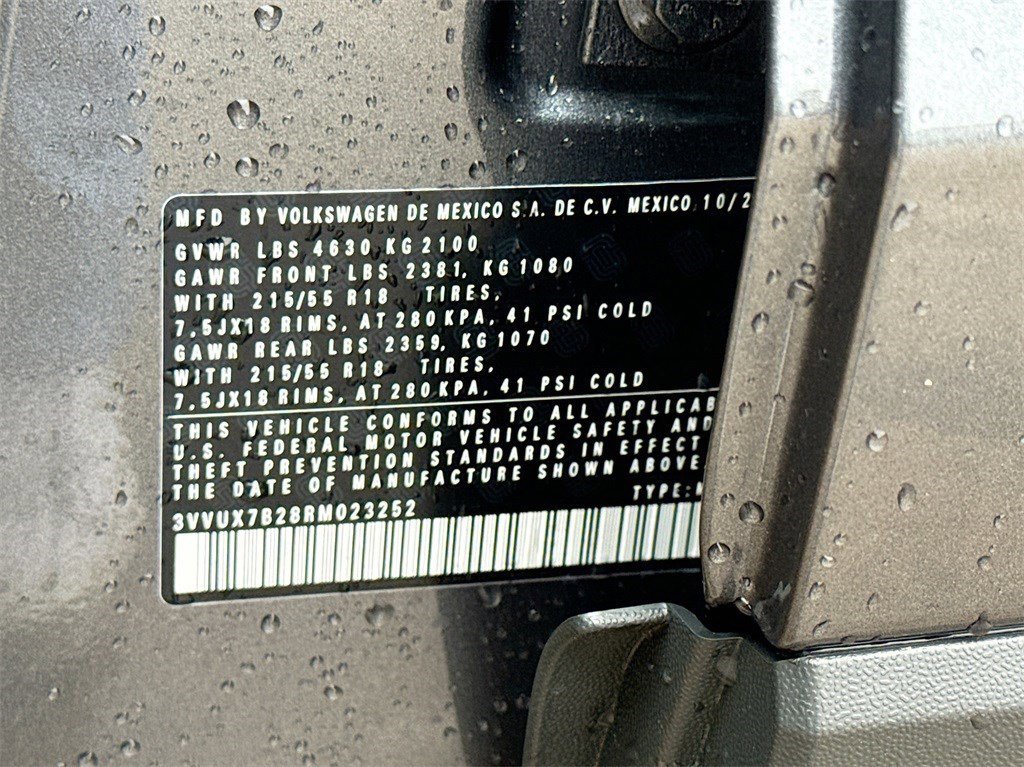 MFD BY VOLKSWAGEN DE MEXICO S.A. DE C.V. MEXICO 10/2
GVWR LBS 4630, KG 2100
GAWR FRONT LBS 2381, KG 1080
WITH 215/55 R18 TIRES,
7,5JX18 RIMS, AT 280 KPA, 41 PSI COLD
GAWR REAR LBS 2359, KG 1070
WITH 215/55 R18 TIRES,
7,5JX18 RIMS, AT 280 KPA, 41 PSI COLD
THIS VEHICLE CONFORMS TO ALL APPLICAB
U.S. FEDERAL MOTOR VEHICLE SAFETY AND
THEFT PREVENTION STANDARDS IN EFFECT
THE DATE OF MANUFACTURE SHOWN ABOVE.
TYPE:
3VVUX7B28RM023252